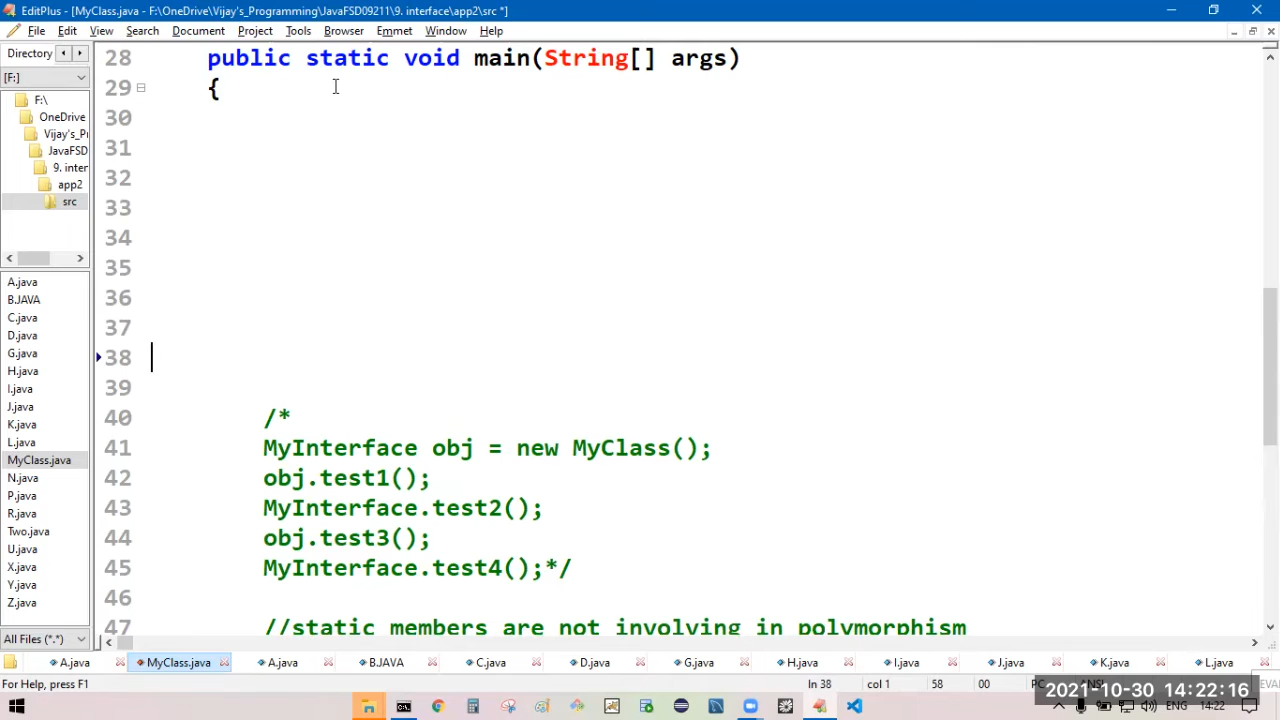 EditPlus - [MyClass.java - F:\OneDrive\Vijay's_Programming\JavaFSD09211\9. interface\app2\src *]
File Edit View Search Document Project Tools Browser Emmet Window Help
Directory
[F:]
F:\
OneDrive
Vijay's_Pr
JavaFSD
9. inter
app2
src
A.java
B.JAVA
C.java
D.java
G.java
H.java
I.java
J.java
K.java
L.java
MyClass.java
N.java
P.java
R.java
Two.java
U.java
X.java
Y.java
Z.java
All Files (*.*)
28 public static void main(String[] args)
29 {
30
31
32
33
34
35
36
37
38
39
40 /*
41 MyInterface obj = new MyClass();
42 obj.test1();
43 MyInterface.test2();
44 obj.test3();
45 MyInterface.test4();*/
46
47 //static members are not involving in polymorphism
A.java MyClass.java A.java B.JAVA C.java D.java G.java H.java I.java J.java K.java L.java
For Help, press F1 Ln 38 col 1 58 00 PC
2021-10-30 14:22:16
ENG 14:22